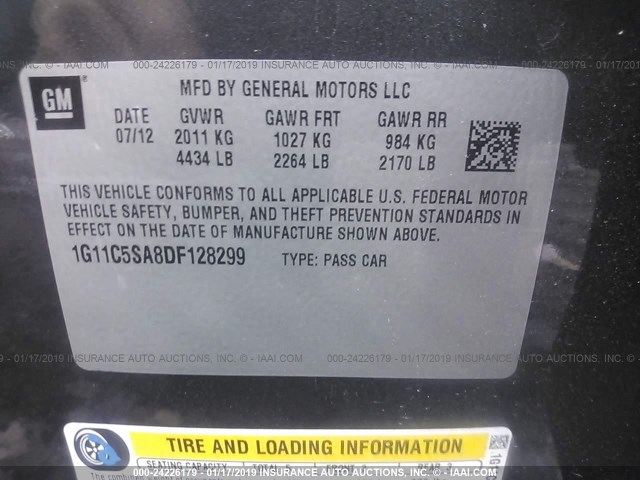 000-24226179 - 01/17/2019 INSURANCE AUTO AUCTIONS, INC. © - IAAI.COM
GM ®
MFD BY GENERAL MOTORS LLC
DATE GVWR GAWR FRT GAWR RR
07/12 2011 KG 1027 KG 984 KG
4434 LB 2264 LB 2170 LB
THIS VEHICLE CONFORMS TO ALL APPLICABLE U.S. FEDERAL MOTOR
VEHICLE SAFETY, BUMPER, AND THEFT PREVENTION STANDARDS IN
EFFECT ON THE DATE OF MANUFACTURE SHOWN ABOVE.
1G11C5SA8DF128299 TYPE: PASS CAR
000-24226179 - 01/17/2019 INSURANCE AUTO AUCTIONS, INC. © - IAAI.COM
TIRE AND LOADING INFORMATION
SEATING CAPACITY TOTAL 5
000-24226179 - 01/17/2019 INSURANCE AUTO AUCTIONS, INC. © - IAAI.COM